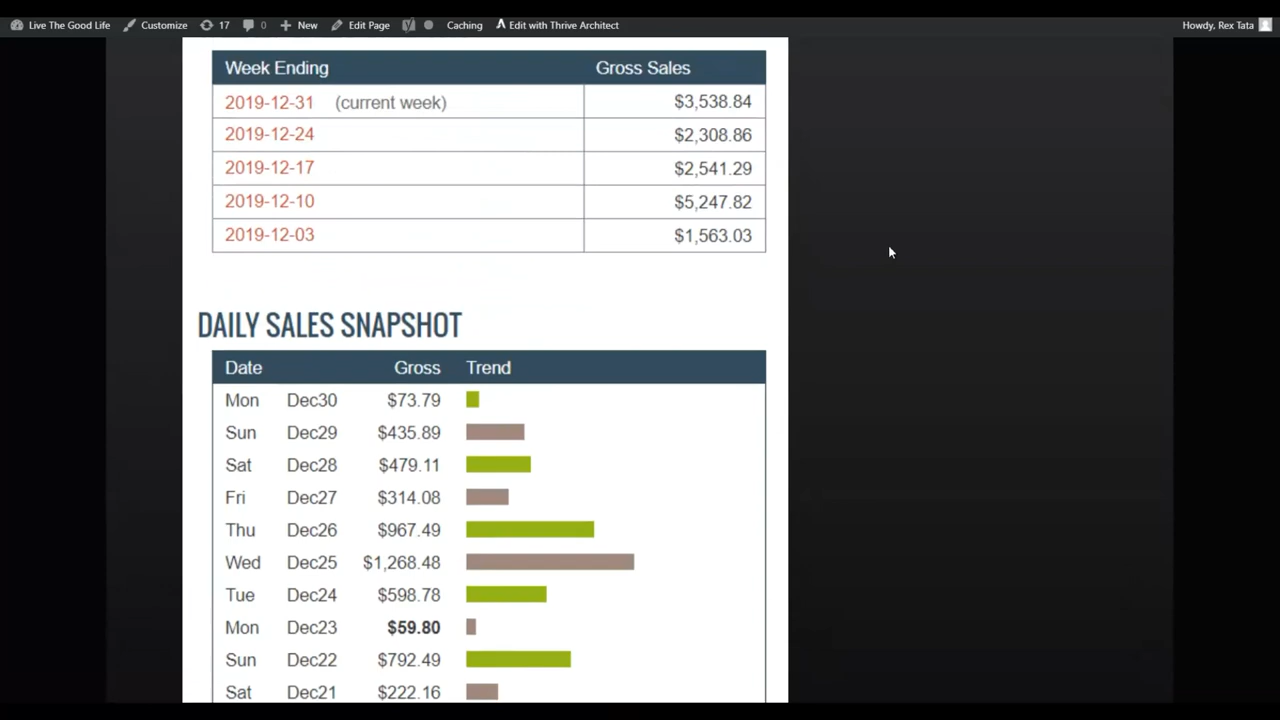 Live The Good Life Customize 17 0 New Edit Page Caching Edit with Thrive Architect Howdy, Rex Tata
Week Ending Gross Sales
2019-12-31 (current week) $3,538.84
2019-12-24 $2,308.86
2019-12-17 $2,541.29
2019-12-10 $5,247.82
2019-12-03 $1,563.03
DAILY SALES SNAPSHOT
Date Gross Trend
Mon Dec30 $73.79
Sun Dec29 $435.89
Sat Dec28 $479.11
Fri Dec27 $314.08
Thu Dec26 $967.49
Wed Dec25 $1,268.48
Tue Dec24 $598.78
Mon Dec23 $59.80
Sun Dec22 $792.49
Sat Dec21 $222.16